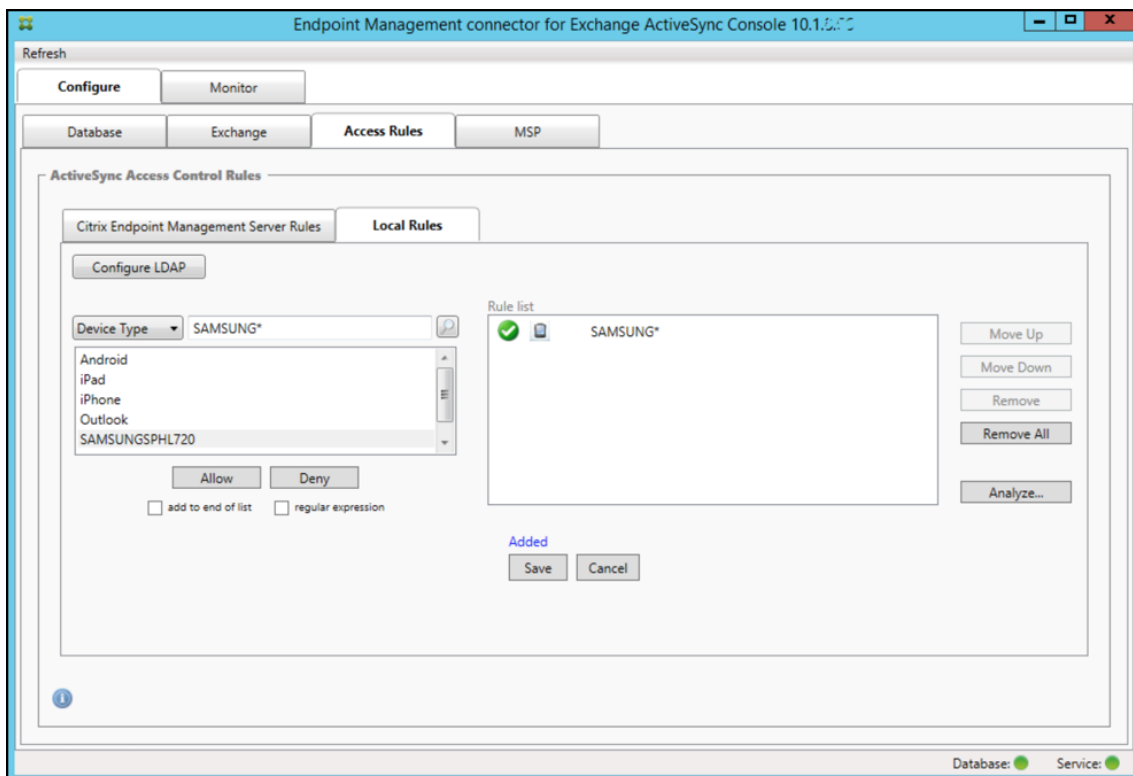 Endpoint Management connector for Exchange ActiveSync Console 10.1.
Refresh
Configure Monitor
Database Exchange Access Rules MSP
ActiveSync Access Control Rules
Citrix Endpoint Management Server Rules Local Rules
Configure LDAP
Rule list
Device Type SAMSUNG*
SAMSUNG*
Move Up
Android
iPad
Move Down
iPhone
Remove
Outlook
SAMSUNGSPHL720
Remove All
Allow Deny
Analyze...
add to end of list regular expression
Added
Save Cancel
Database: Service: